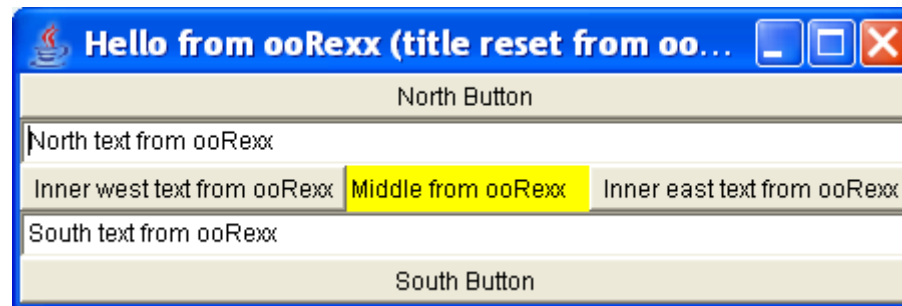 Hello from ooRexx (title reset from oo...
North Button
North text from ooRexx
Inner west text from ooRexx Middle from ooRexx Inner east text from ooRexx
South text from ooRexx
South Button